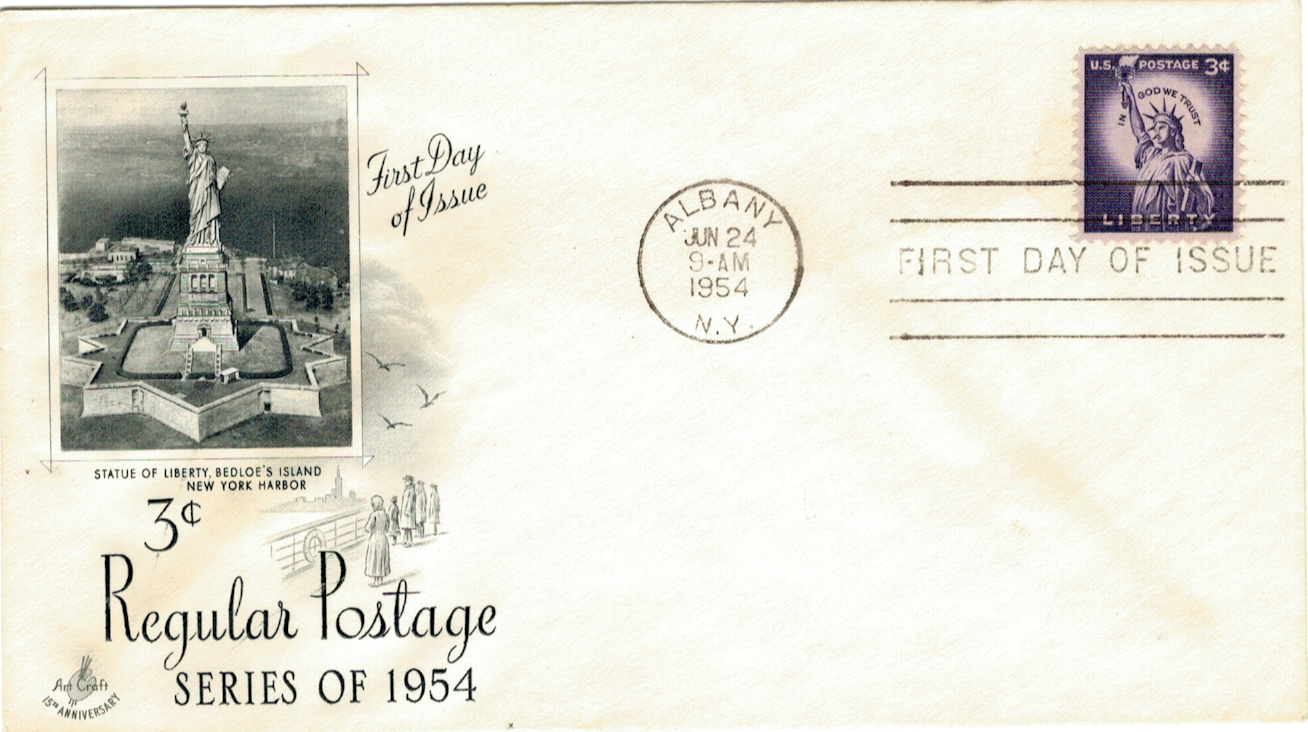 First Day
of Issue
STATUE OF LIBERTY, BEDLOE'S ISLAND
NEW YORK HARBOR
3¢
Regular Postage
SERIES OF 1954
Art Craft
15TH ANNIVERSARY
ALBANY
JUN 24
9-AM
1954
N.Y.
U.S. POSTAGE 3¢
IN GOD WE TRUST
LIBERTY
FIRST DAY OF ISSUE